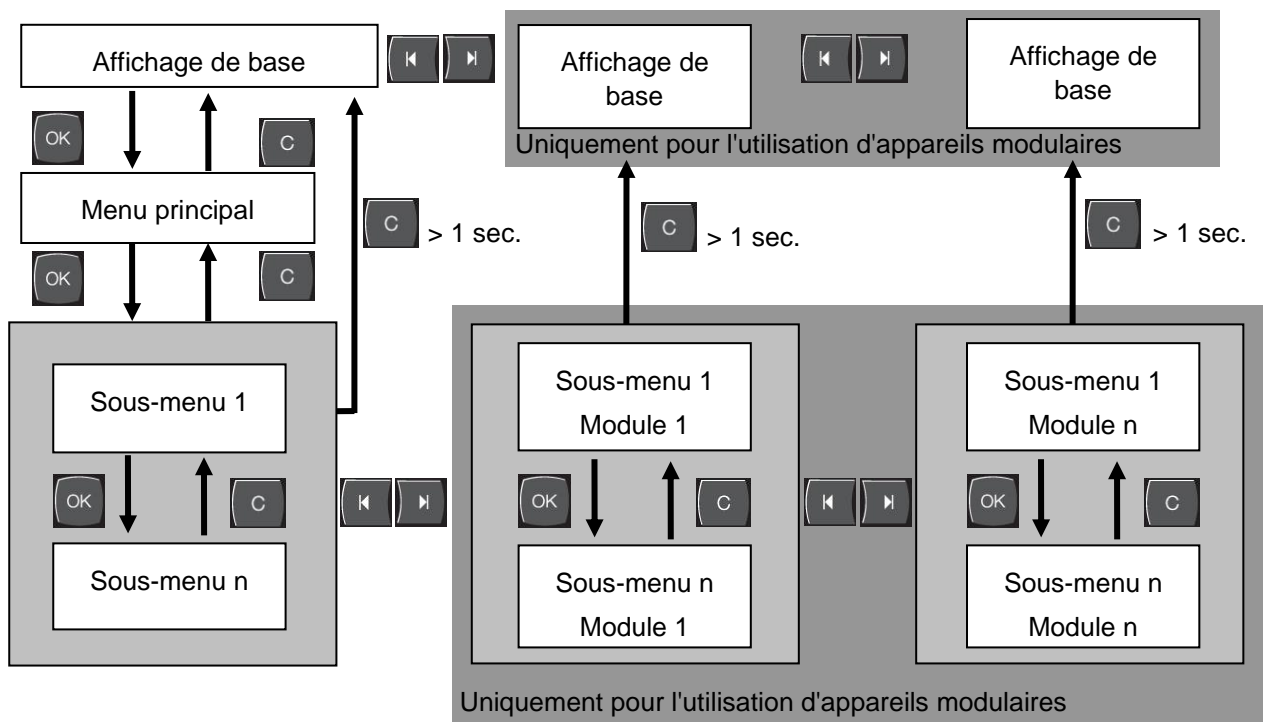 Affichage de base
Affichage de
base
Affichage de
base
Uniquement pour l'utilisation d'appareils modulaires
OK
C
Menu principal
OK
C
C > 1 sec.
C > 1 sec.
C > 1 sec.
Sous-menu 1
OK
C
Sous-menu n
Sous-menu 1
Module 1
OK
C
Sous-menu n
Module 1
Sous-menu 1
Module n
OK
C
Sous-menu n
Module n
Uniquement pour l'utilisation d'appareils modulaires